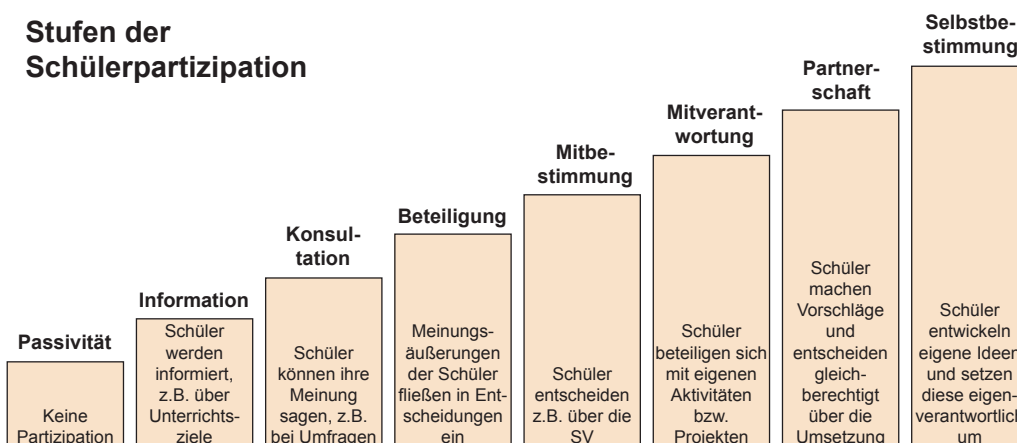 Stufen der
Schülerpartizipation
Passivität
Keine
Partizipation
Information
Schüler
werden
informiert,
z.B. über
Unterrichts-
ziele
Konsul-
tation
Schüler
können ihre
Meinung
sagen, z.B.
bei Umfragen
Beteiligung
Meinungs-
äußerungen
der Schüler
fließen in Ent-
scheidungen
ein
Mitbe-
stimmung
Schüler
entscheiden
z.B. über die
SV
Mitverant-
wortung
Schüler
beteiligen sich
mit eigenen
Aktivitäten
bzw.
Projekten
Partner-
schaft
Schüler
machen
Vorschläge
und
entscheiden
gleich-
berechtigt
über die
Umsetzung
Selbstbe-
stimmung
Schüler
entwickeln
eigene Ideen
und setzen
diese eigen-
verantwortlich
um